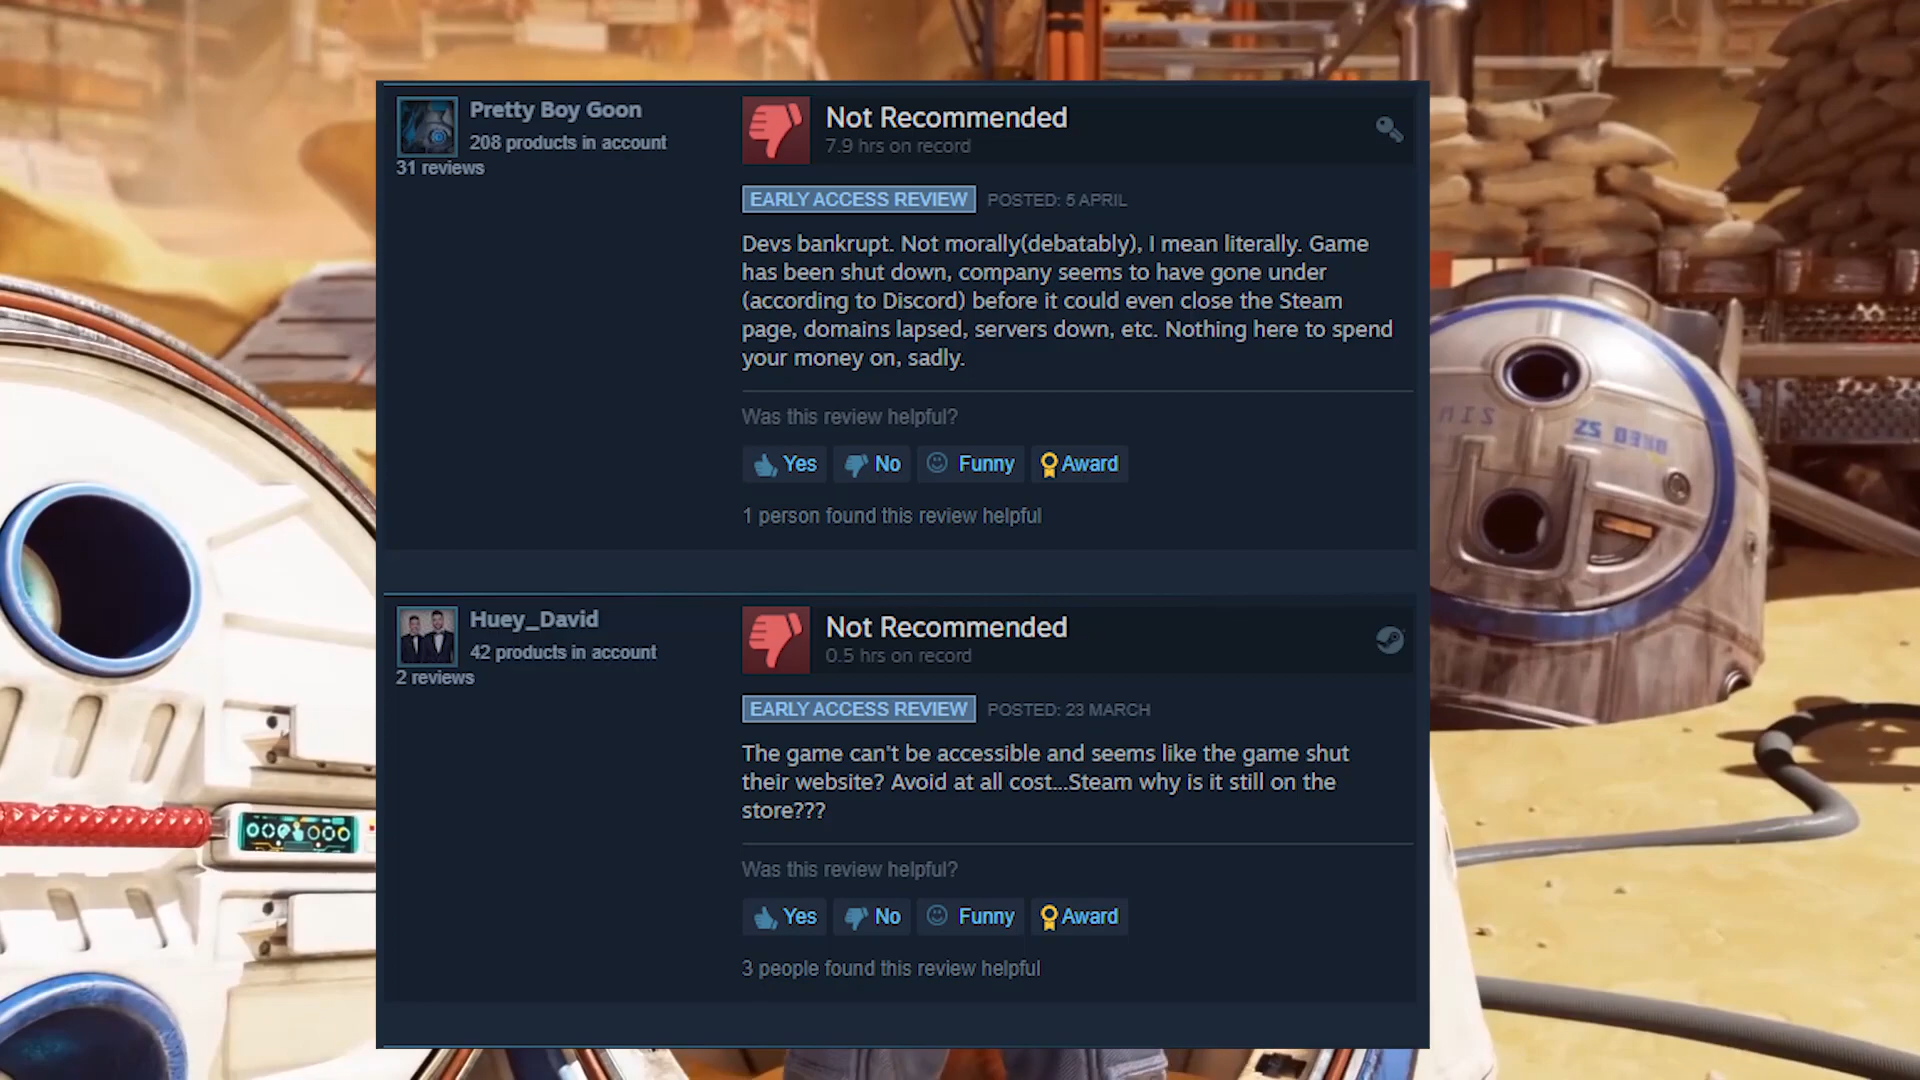 Pretty Boy Goon
208 products in account
31 reviews
Not Recommended
7.9 hrs on record
EARLY ACCESS REVIEW POSTED: 5 APRIL
Devs bankrupt. Not morally(debatably), I mean literally. Game
has been shut down, company seems to have gone under
(according to Discord) before it could even close the Steam
page, domains lapsed, servers down, etc. Nothing here to spend
your money on, sadly.
Was this review helpful?
Yes No Funny Award
1 person found this review helpful
Huey_David
42 products in account
2 reviews
Not Recommended
0.5 hrs on record
EARLY ACCESS REVIEW POSTED: 23 MARCH
The game can't be accessible and seems like the game shut
their website? Avoid at all cost...Steam why is it still on the
store???
Was this review helpful?
Yes No Funny Award
3 people found this review helpful